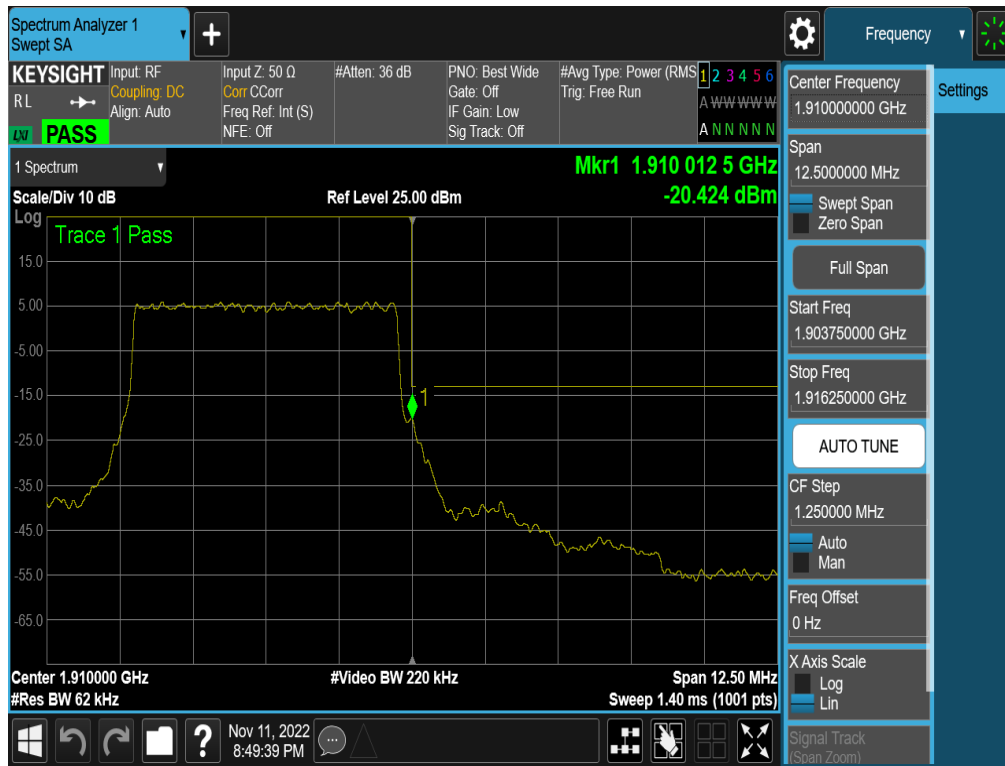 Spectrum Analyzer 1
Swept SA
+
Frequency
KEYSIGHT
RL
LXI
PASS
Input: RF
Coupling: DC
Align: Auto
Input Z: 50 Ω
Corr CCorr
Freq Ref: Int (S)
NFE: Off
#Atten: 36 dB
PNO: Best Wide
Gate: Off
IF Gain: Low
Sig Track: Off
#Avg Type: Power (RMS
Trig: Free Run
1 2 3 4 5 6
A W W W W W
A N N N N N
1 Spectrum
Mkr1 1.910 012 5 GHz
Scale/Div 10 dB
Ref Level 25.00 dBm
-20.424 dBm
Log
Trace 1 Pass
15.0
5.00
-5.00
-15.0
-25.0
-35.0
-45.0
-55.0
-65.0
1
Center 1.910000 GHz
#Video BW 220 kHz
Span 12.50 MHz
#Res BW 62 kHz
Sweep 1.40 ms (1001 pts)
?
Nov 11, 2022
8:49:39 PM
Center Frequency
1.910000000 GHz
Span
12.5000000 MHz
Swept Span
Zero Span
Full Span
Start Freq
1.903750000 GHz
Stop Freq
1.916250000 GHz
AUTO TUNE
CF Step
1.250000 MHz
Auto
Man
Freq Offset
0 Hz
X Axis Scale
Log
Lin
Signal Track
(Span Zoom)
Settings